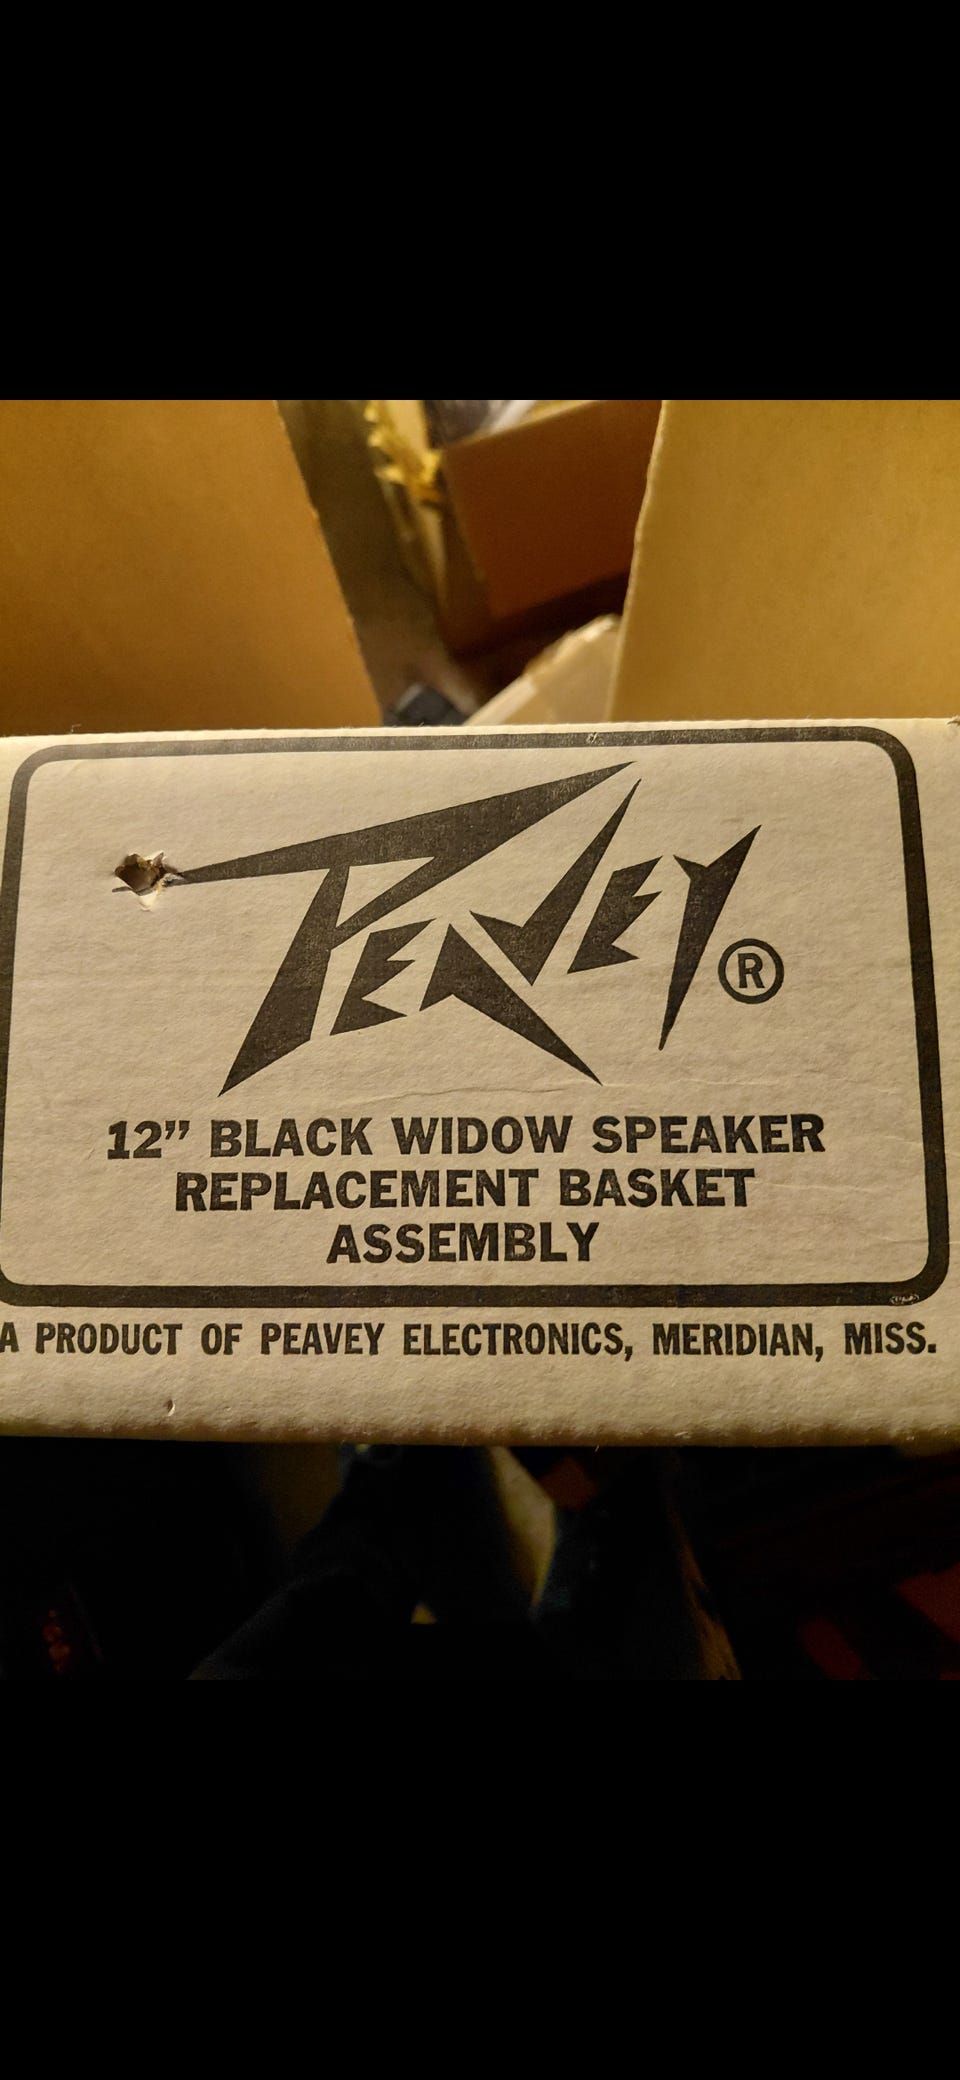 PEAVEY®
12” BLACK WIDOW SPEAKER
REPLACEMENT BASKET
ASSEMBLY
A PRODUCT OF PEAVEY ELECTRONICS, MERIDIAN, MISS.